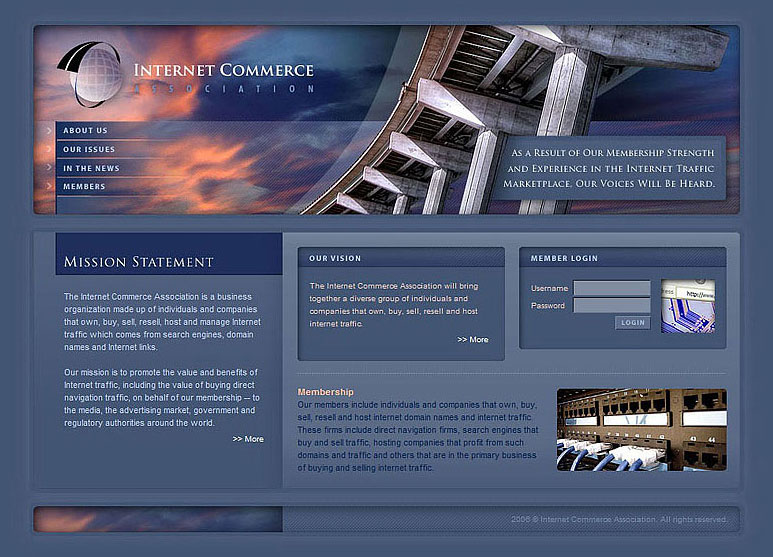 INTERNET COMMERCE
ASSOCIATION
ABOUT US
OUR ISSUES
IN THE NEWS
MEMBERS
AS A RESULT OF OUR MEMBERSHIP STRENGTH
AND EXPERIENCE IN THE INTERNET TRAFFIC
MARKETPLACE, OUR VOICES WILL BE HEARD.
MISSION STATEMENT
The Internet Commerce Association is a business
organization made up of individuals and companies
that own, buy, sell, resell, host and manage Internet
traffic which comes from search engines, domain
names and Internet links.
Our mission is to promote the value and benefits of
Internet traffic, including the value of buying direct
navigation traffic, on behalf of our membership -- to
the media, the advertising market, government and
regulatory authorities around the world.
>> More
OUR VISION
The Internet Commerce Association will bring
together a diverse group of individuals and
companies that own, buy, sell, resell and host
internet traffic.
>> More
MEMBER LOGIN
Username
Password
LOGIN
http://www
Membership
Our members include individuals and companies that own, buy,
sell, resell and host internet domain names and internet traffic.
These firms include direct navigation firms, search engines that
buy and sell traffic, hosting companies that profit from such
domains and traffic and others that are in the primary business
of buying and selling internet traffic.
43 44
2006 © Internet Commerce Association. All rights reserved.